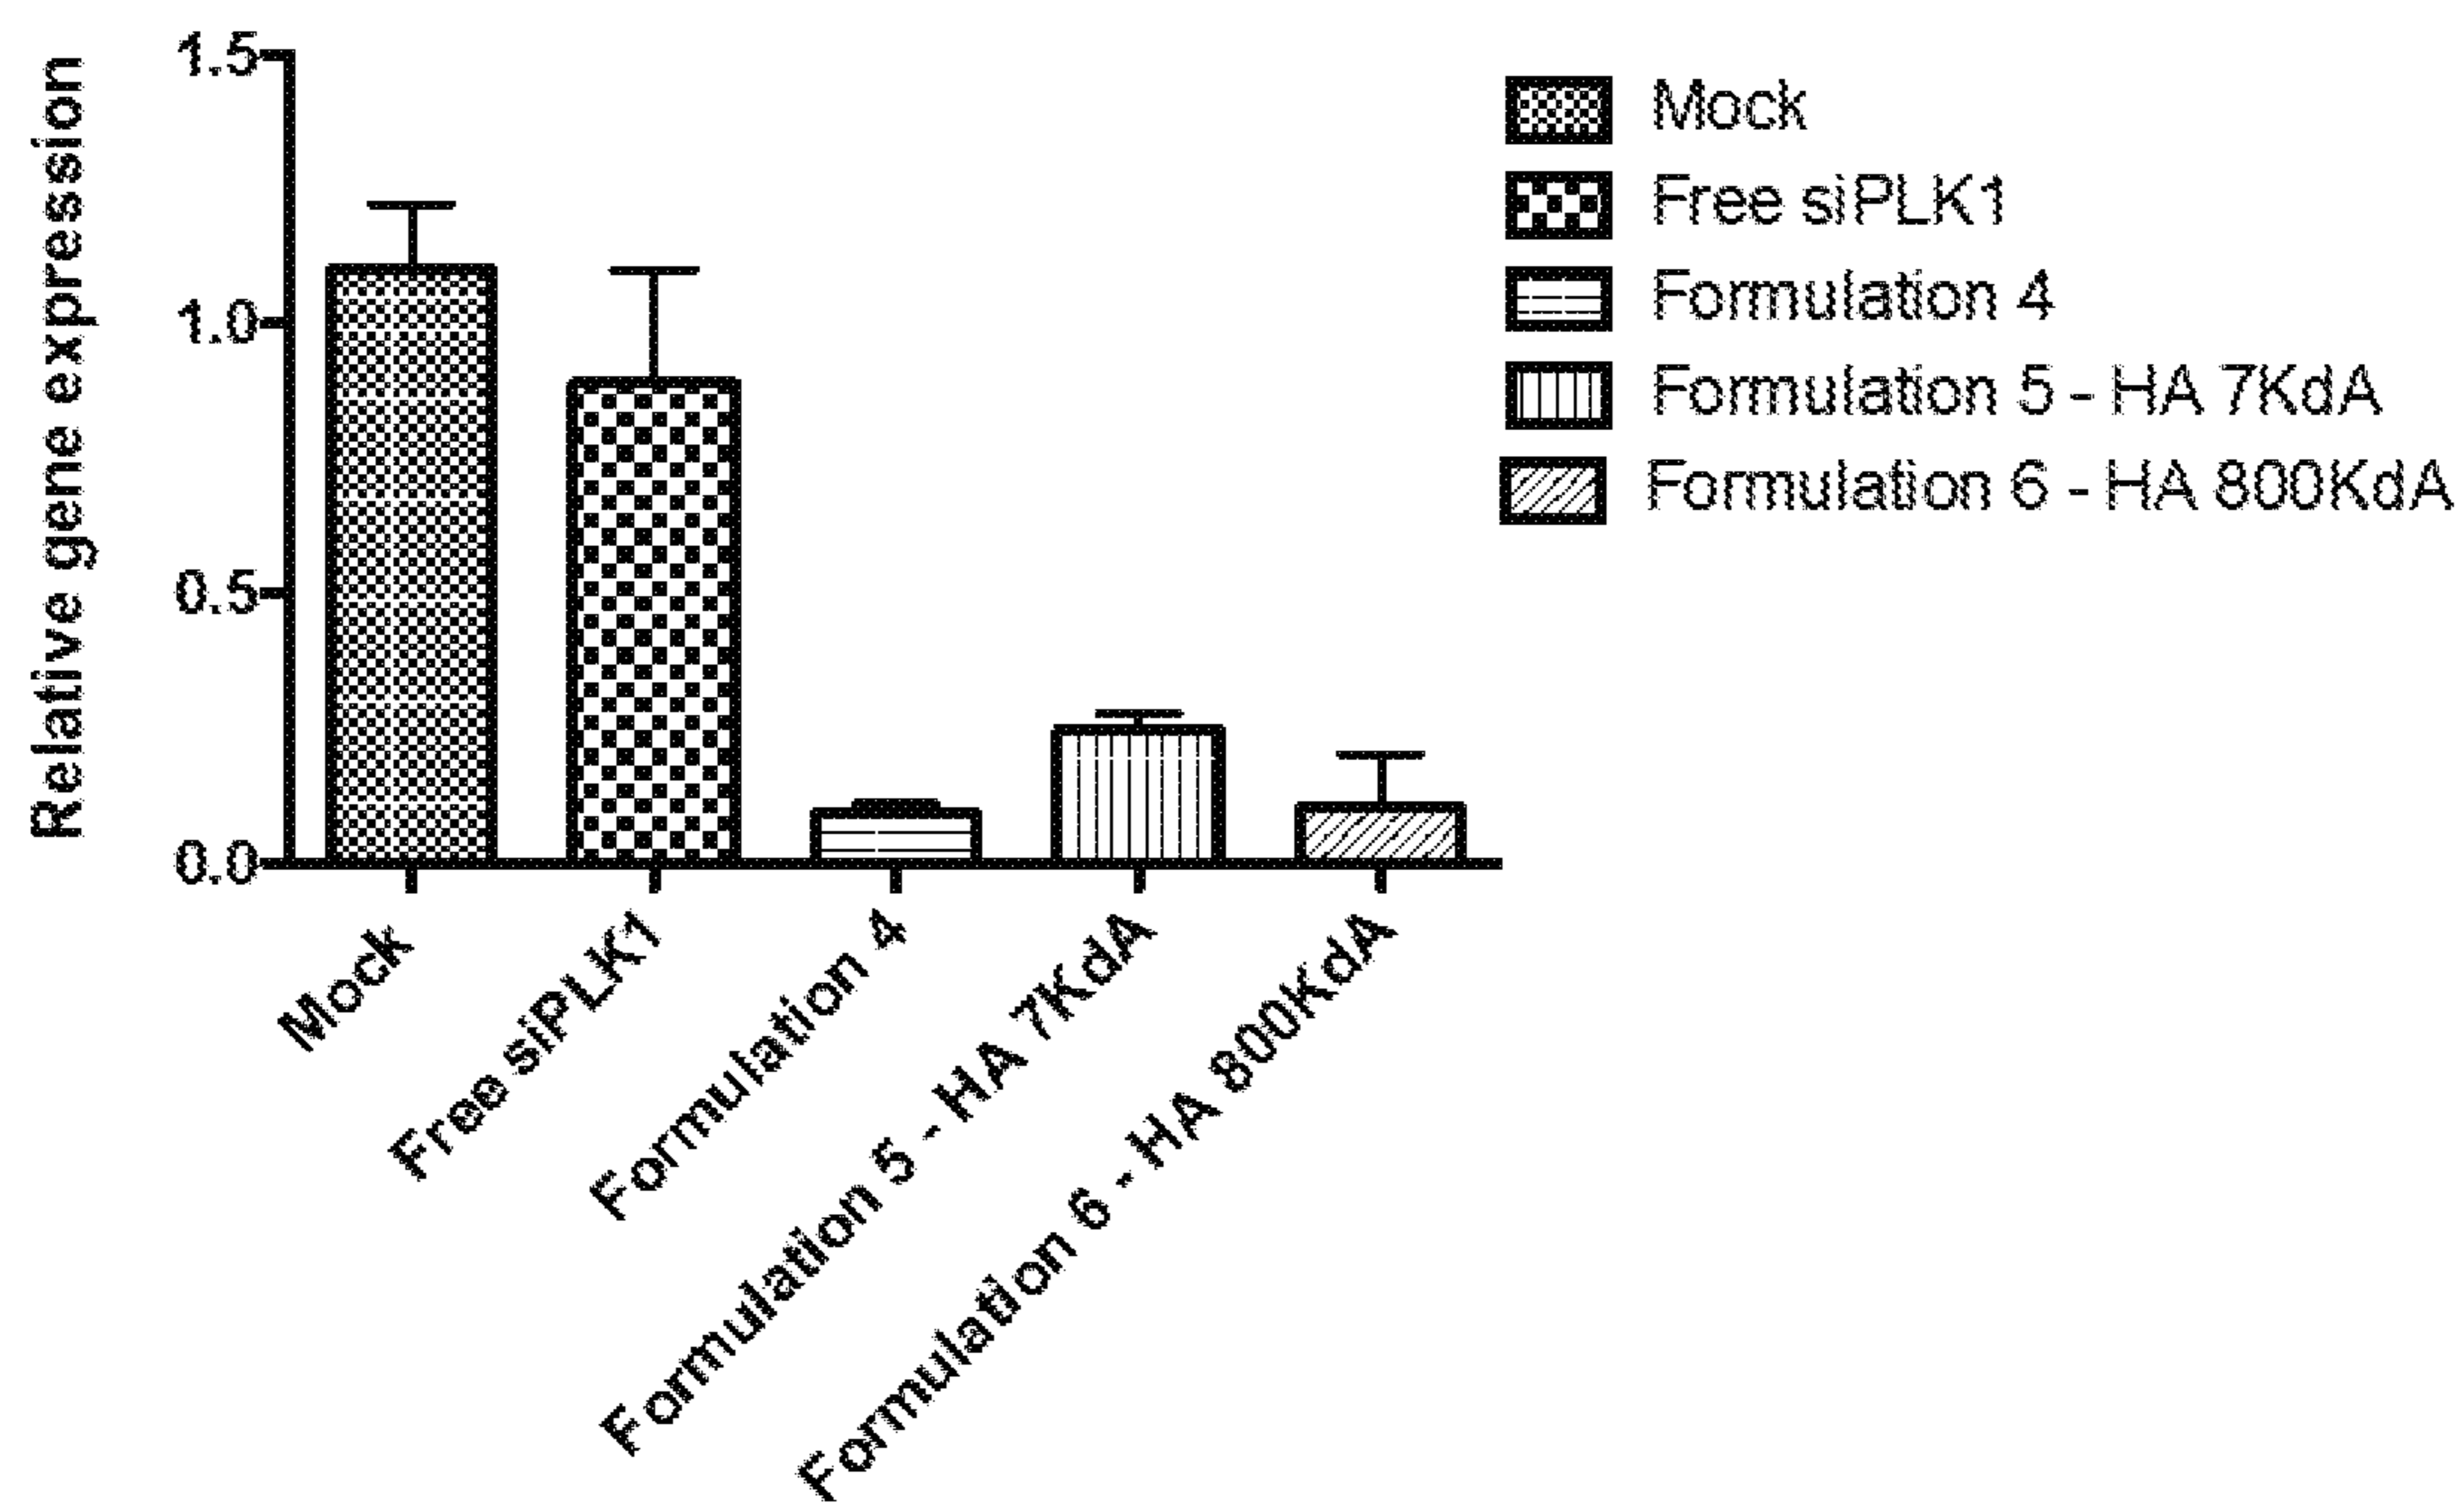 Relative gene expression
1.5
1.0
0.5
0.0
Mock
Free siPLK1
Formulation 4
Formulation 5 - HA 7KdA
Formulation 6 - HA 800KdA
Mock
Free siPLK1
Formulation 4
Formulation 5 - HA 7KdA
Formulation 6 - HA 800KdA